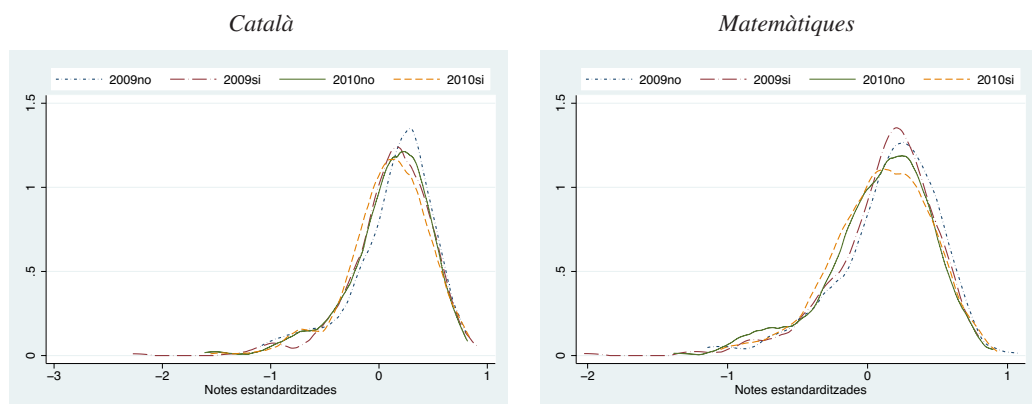 Català
2009no 2009si 2010no 2010si
1.5
1
.5
0
−3 −2 −1 0 1
Notes estandarditzades
Matemàtiques
2009no 2009si 2010no 2010si
1.5
1
.5
0
−2 −1 0 1
Notes estandarditzades